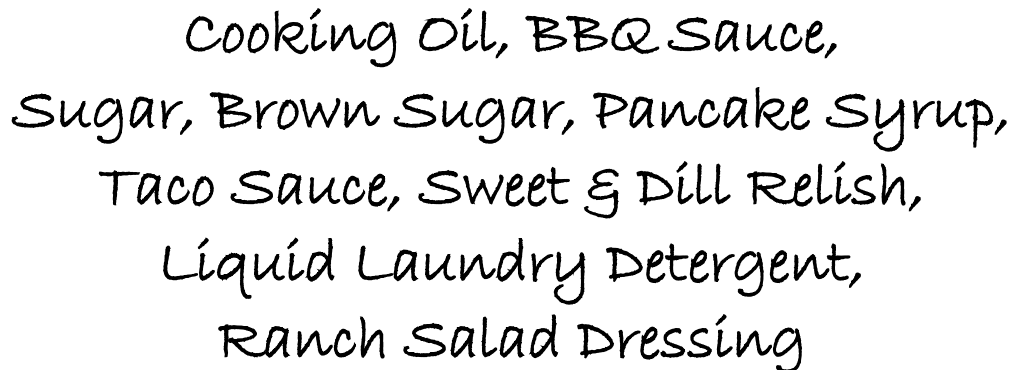 Cooking Oil, BBQ Sauce,
Sugar, Brown Sugar, Pancake Syrup,
Taco Sauce, Sweet & Dill Relish,
Liquid Laundry Detergent,
Ranch Salad Dressing